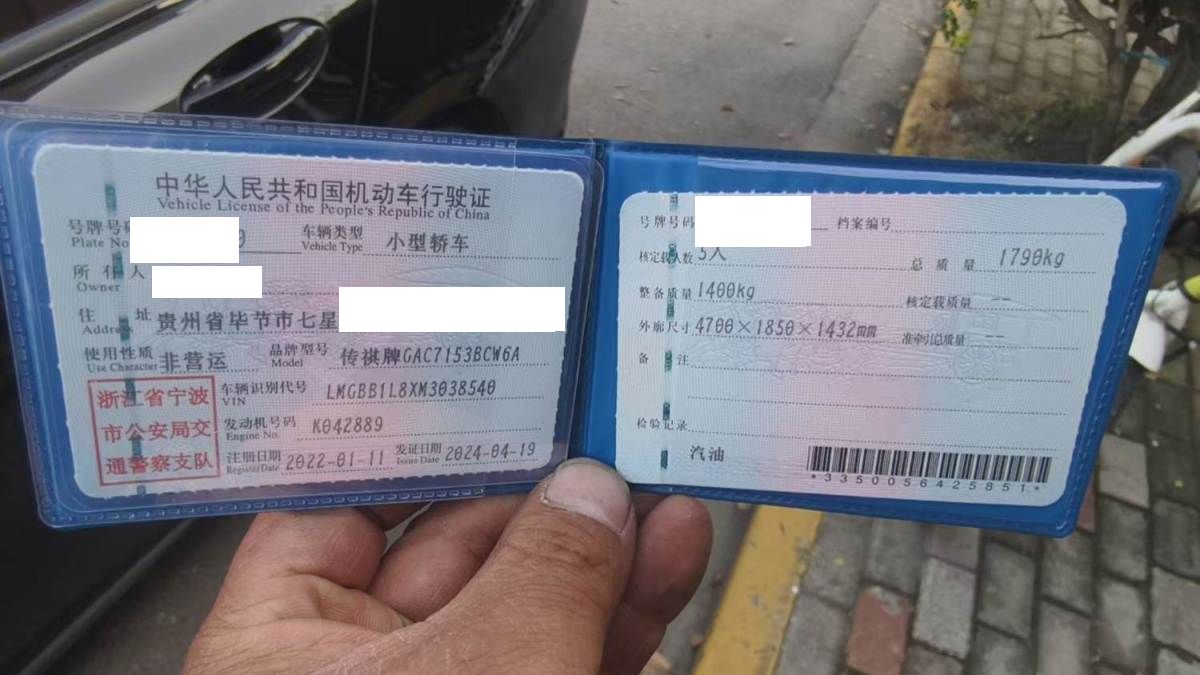 中华人民共和国机动车行驶证
Vehicle License of the People's Republic of China
号牌号码
Plate No.
车辆类型 小型轿车
Vehicle Type
所有人
Owner
住址 贵州省毕节市七星
Address
使用性质 非营运 品牌型号 传祺牌GAC7153BCW6A
Use Character Model
浙江省宁波
市公安局交
通警察支队
车辆识别代号 LMGBB1L8XM3038540
VIN
发动机号码 K042889
Engine No.
注册日期 2022-01-11 发证日期 2024-04-19
Register Date Issue Date
号牌号码 档案编号
核定载人数 5人 总质量 1790kg
整备质量 1400kg 核定载质量 --
外廓尺寸 4700×1850×1432mm 准牵引总质量 --
备注
检验记录
汽油
*3350056425851*